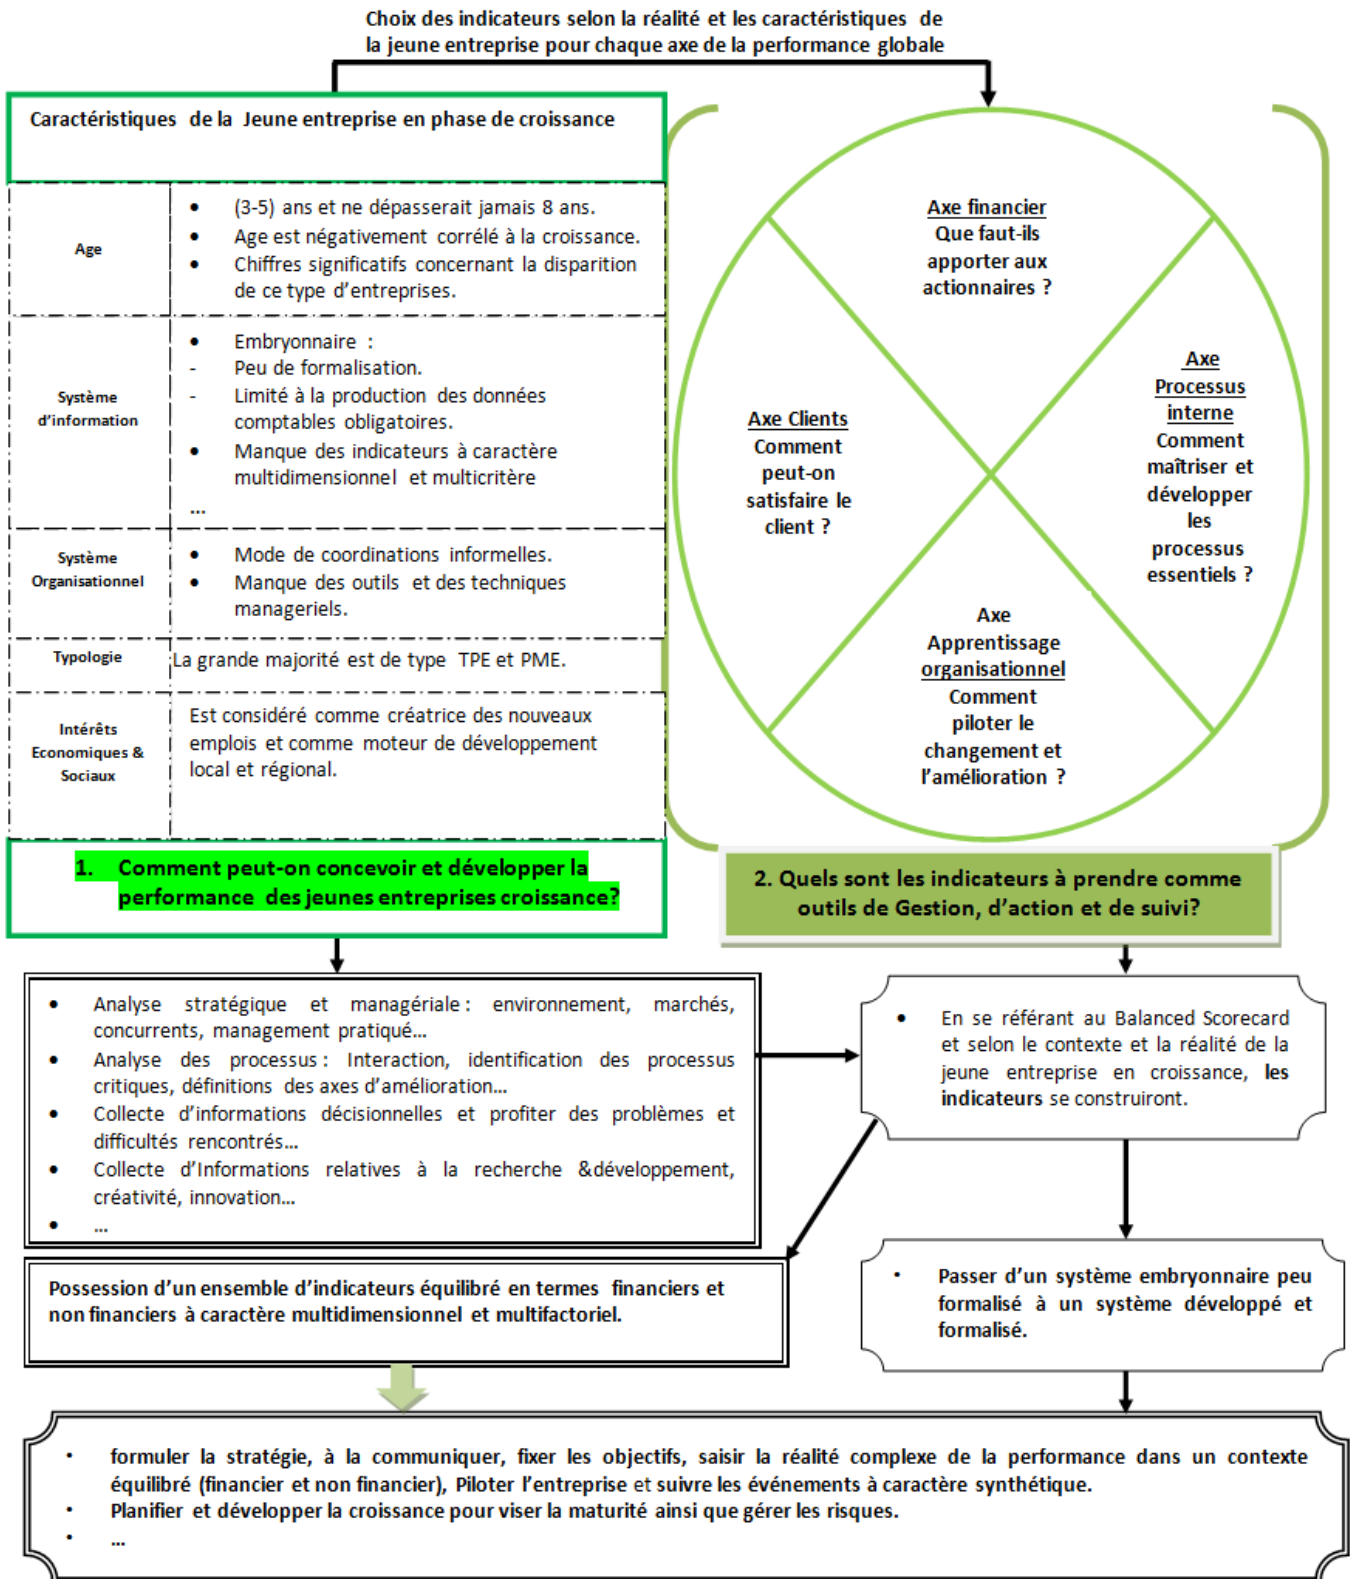 Choix des indicateurs selon la réalité et les caractéristiques de
la jeune entreprise pour chaque axe de la performance globale
Caractéristiques de la Jeune entreprise en phase de croissance
Age
• (3-5) ans et ne dépasserait jamais 8 ans.
• Age est négativement corrélé à la croissance.
• Chiffres significatifs concernant la disparition
de ce type d'entreprises.
Système
d'information
• Embryonnaire :
- Peu de formalisation.
- Limité à la production des données
comptables obligatoires.
• Manque des indicateurs à caractère
multidimensionnel et multicritère
...
Système
Organisationnel
• Mode de coordinations informelles.
• Manque des outils et des techniques
manageriels.
Typologie
La grande majorité est de type TPE et PME.
Intérêts
Economiques &
Sociaux
Est considéré comme créatrice des nouveaux
emplois et comme moteur de développement
local et régional.
1. Comment peut-on concevoir et développer la
performance des jeunes entreprises croissance?
Axe financier
Que faut-ils
apporter aux
actionnaires ?
Axe Clients
Comment
peut-on
satisfaire le
client ?
Axe
Processus
interne
Comment
maîtriser et
développer
les
processus
essentiels ?
Axe
Apprentissage
organisationnel
Comment
piloter le
changement et
l'amélioration ?
2. Quels sont les indicateurs à prendre comme
outils de Gestion, d'action et de suivi?
• Analyse stratégique et managériale : environnement, marchés,
concurrents, management pratiqué...
• Analyse des processus : Interaction, identification des processus
critiques, définitions des axes d'amélioration...
• Collecte d'informations décisionnelles et profiter des problèmes et
difficultés rencontrés...
• Collecte d'Informations relatives à la recherche &développement,
créativité, innovation...
• ...
• En se référant au Balanced Scorecard
et selon le contexte et la réalité de la
jeune entreprise en croissance, les
indicateurs se construiront.
Possession d'un ensemble d'indicateurs équilibré en termes financiers et
non financiers à caractère multidimensionnel et multifactoriel.
• Passer d'un système embryonnaire peu
formalisé à un système développé et
formalisé.
• formuler la stratégie, à la communiquer, fixer les objectifs, saisir la réalité complexe de la performance dans un contexte
équilibré (financier et non financier), Piloter l'entreprise et suivre les événements à caractère synthétique.
• Planifier et développer la croissance pour viser la maturité ainsi que gérer les risques.
• ...